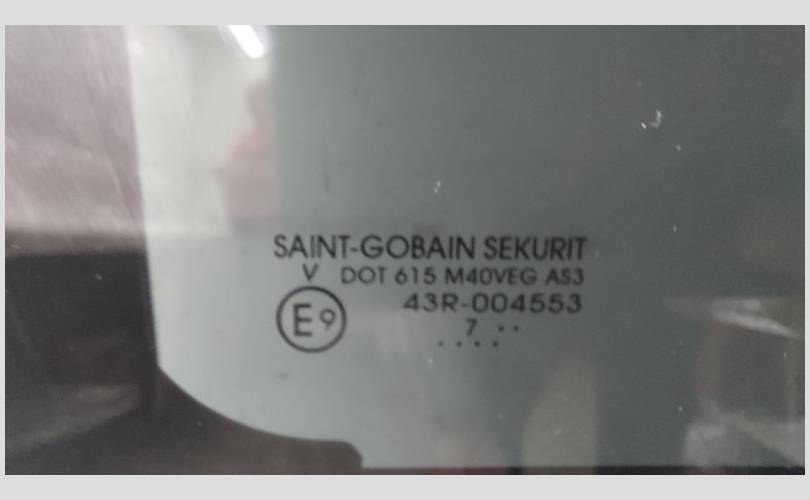 SAINT-GOBAIN SEKURIT
V DOT 615 M40VEG AS3
E9 43R-004553
7 ··
····